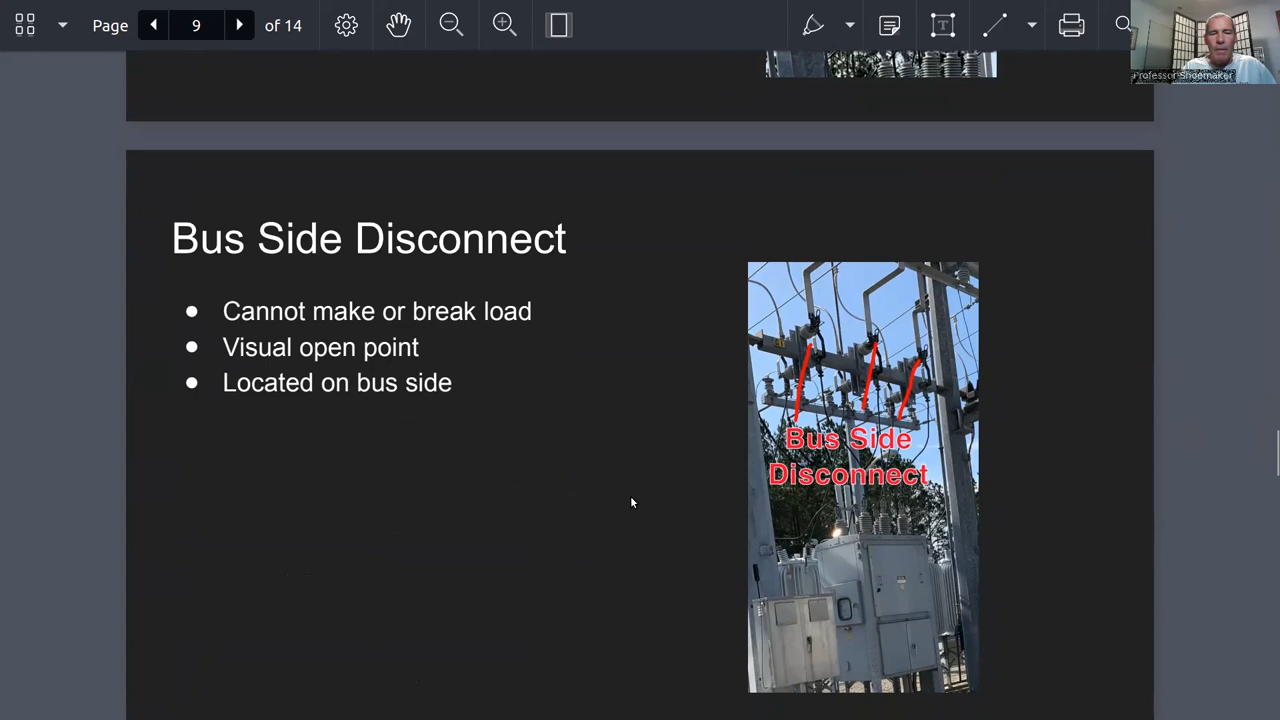 Page 9 of 14
Professor Shoemaker
Bus Side Disconnect
Cannot make or break load
Visual open point
Located on bus side
Bus Side
Disconnect